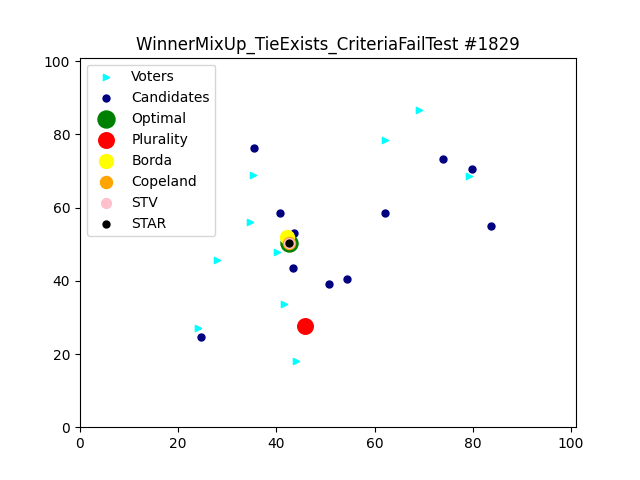 WinnerMixUp_TieExists_CriteriaFailTest #1829
100
80
60
40
20
0
Voters
Candidates
Optimal
Plurality
Borda
Copeland
STV
STAR
0 20 40 60 80 100